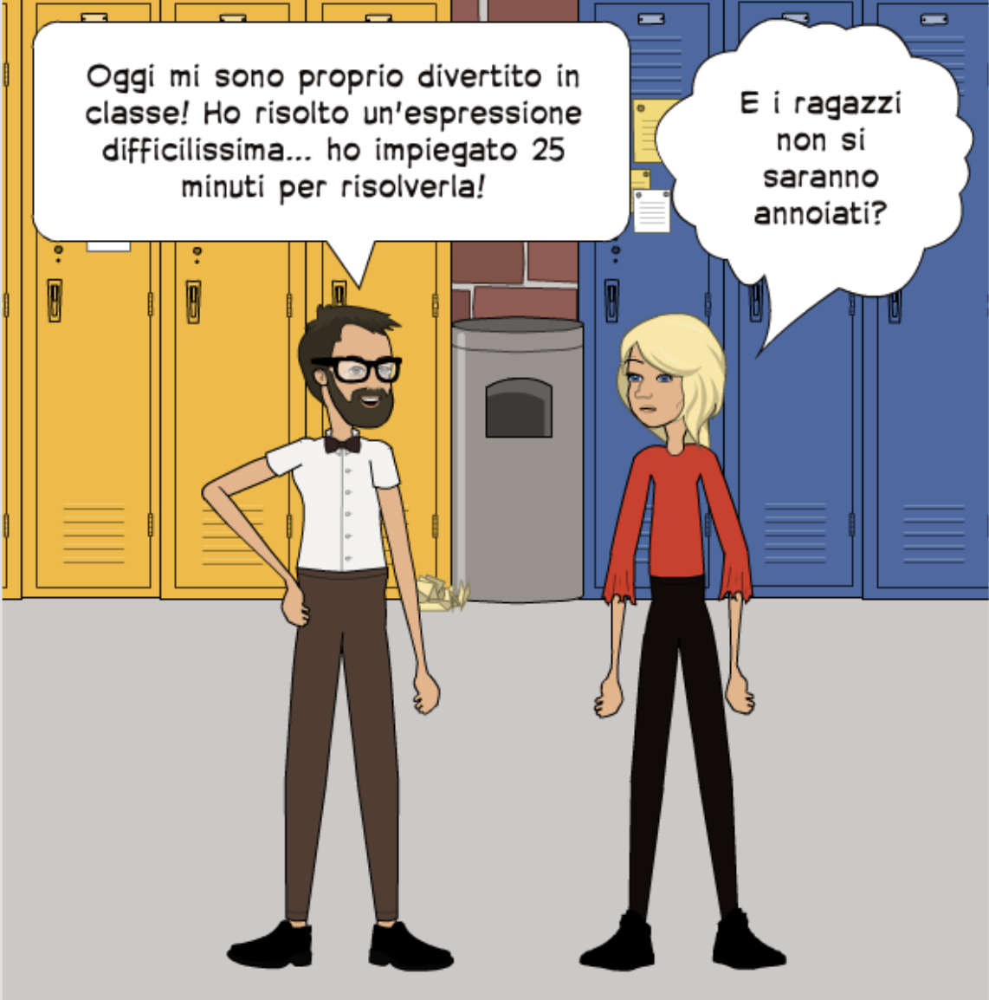 Oggi mi sono proprio divertito in
classe! Ho risolto un'espressione
difficilissima... ho impiegato 25
minuti per risolverla!
E i ragazzi
non si
saranno
annoiati?